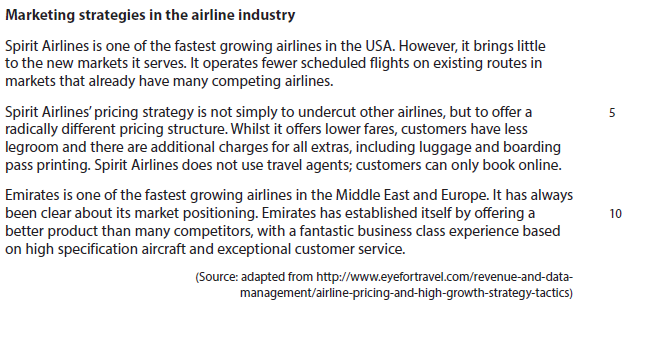 Marketing strategies in the airline industry
Spirit Airlines is one of the fastest growing airlines in the USA. However, it brings little
to the new markets it serves. It operates fewer scheduled flights on existing routes in
markets that already have many competing airlines.
Spirit Airlines’ pricing strategy is not simply to undercut other airlines, but to offer a 5
radically different pricing structure. Whilst it offers lower fares, customers have less
legroom and there are additional charges for all extras, including luggage and boarding
pass printing. Spirit Airlines does not use travel agents; customers can only book online.
Emirates is one of the fastest growing airlines in the Middle East and Europe. It has always
been clear about its market positioning. Emirates has established itself by offering a 10
better product than many competitors, with a fantastic business class experience based
on high specification aircraft and exceptional customer service.
(Source: adapted from http://www.eyefortravel.com/revenue-and-data-
management/airline-pricing-and-high-growth-strategy-tactics)